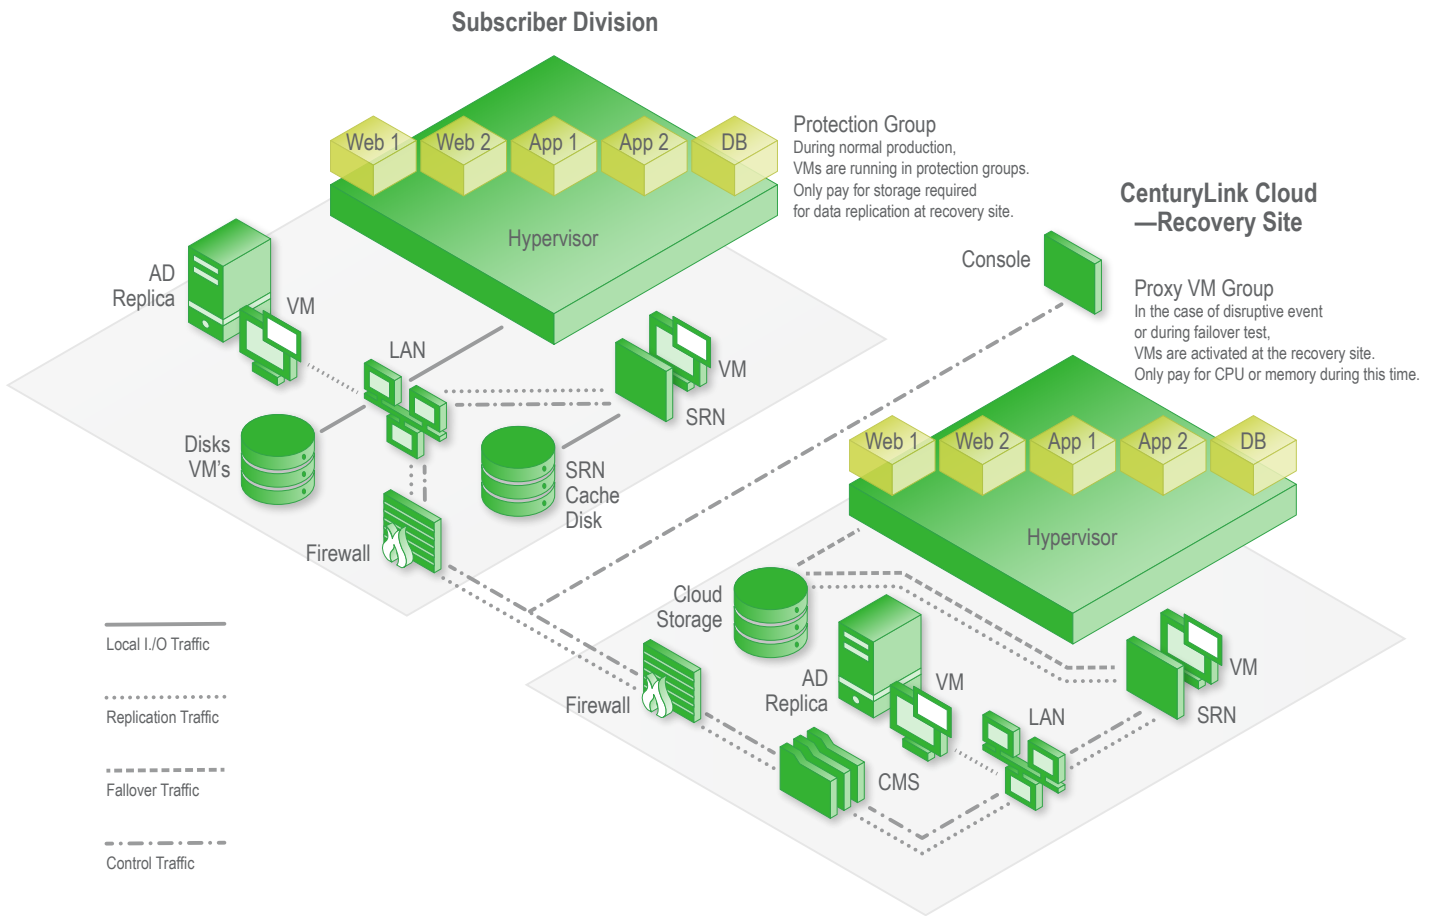 Subscriber Division
Web 1
Web 2
App 1
App 2
DB
Hypervisor
Protection Group
During normal production,
VMs are running in protection groups.
Only pay for storage required
for data replication at recovery site.
CenturyLink Cloud
—Recovery Site
Console
Proxy VM Group
In the case of disruptive event
or during failover test,
VMs are activated at the recovery site.
Only pay for CPU or memory during this time.
AD
Replica
VM
LAN
VM
SRN
Disks
VM's
SRN
Cache
Disk
Firewall
Web 1
Web 2
App 1
App 2
DB
Hypervisor
Cloud
Storage
AD
Replica
VM
Firewall
CMS
LAN
VM
SRN
Local I./O Traffic
Replication Traffic
Fallover Traffic
Control Traffic